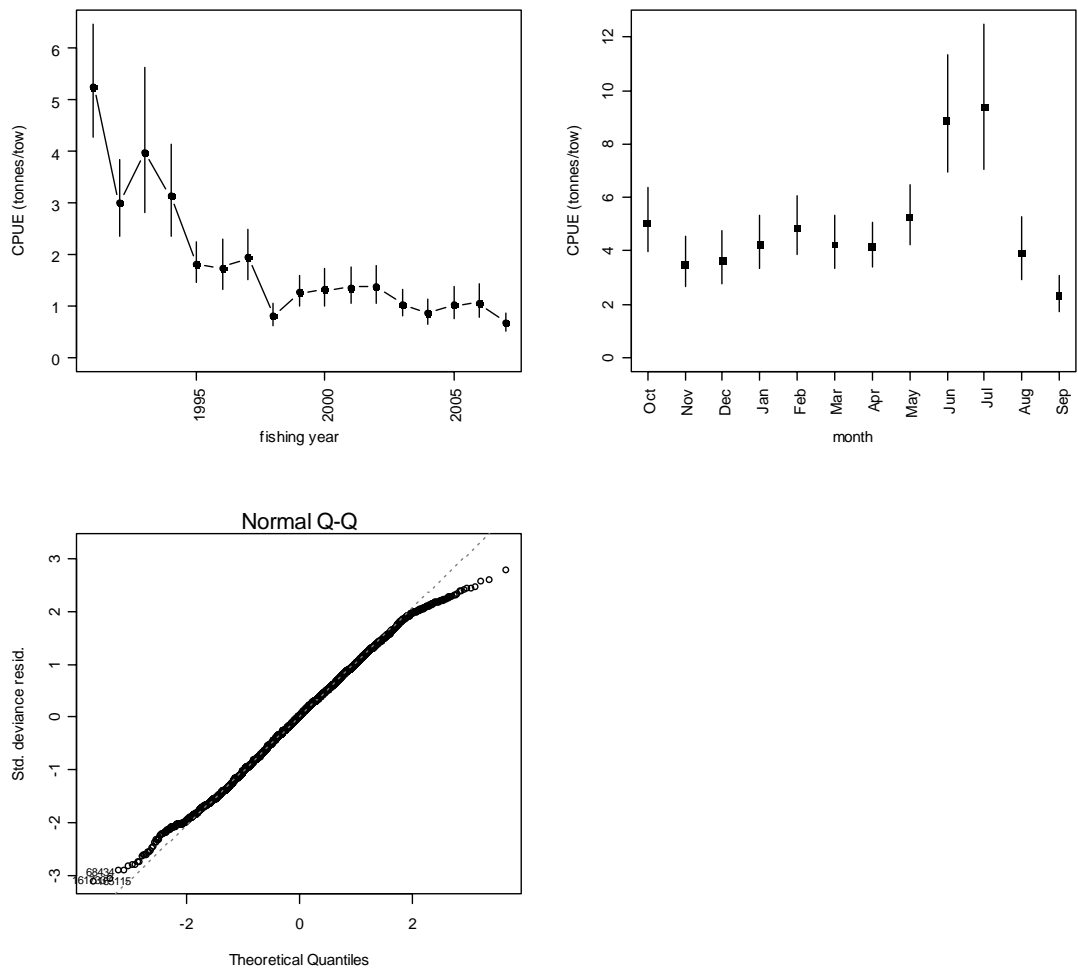 6
5
4
3
2
1
0
CPUE (tonnes/tow)
1995
2000
2005
fishing year
12
10
8
6
4
2
0
CPUE (tonnes/tow)
Oct
Nov
Dec
Jan
Feb
Mar
Apr
May
Jun
Jul
Aug
Sep
month
Normal Q-Q
3
2
1
0
-1
-2
-3
Std. deviance resid.
68434
-2
0
2
Theoretical Quantiles